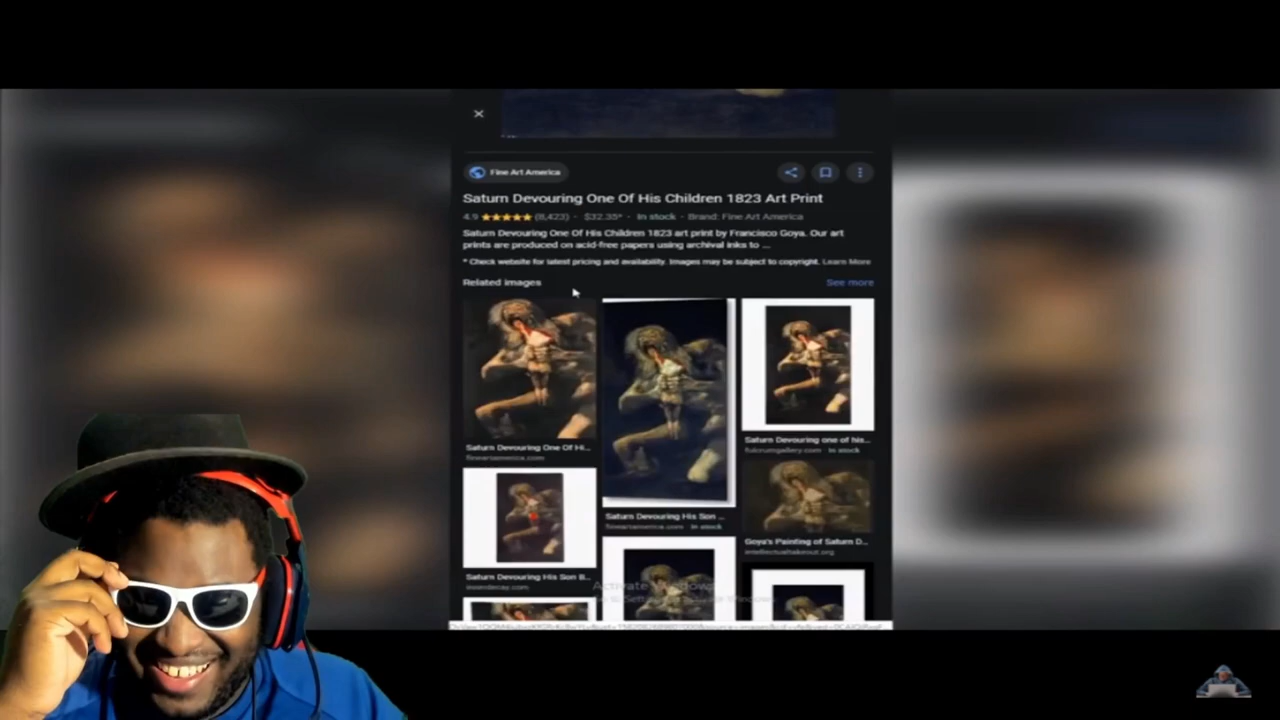 Fine Art America
Saturn Devouring One Of His Children 1823 Art Print
4.9 ★★★★★ (8,423) · $32.35* · In stock · Brand: Fine Art America
Saturn Devouring One Of His Children 1823 art print by Francisco Goya. Our art
prints are produced on acid-free papers using archival inks to ...
* Check website for latest pricing and availability. Images may be subject to copyright. Learn More
Related images
See more
Saturn Devouring One Of Hi...
fineartamerica.com
Saturn Devouring His Son ...
fineartamerica.com · In stock
Saturn Devouring one of his...
fulcrumgallery.com · In stock
Goya's Painting of Saturn D...
intellectualtakeout.org
Saturn Devouring His Son B...
Activate Windows